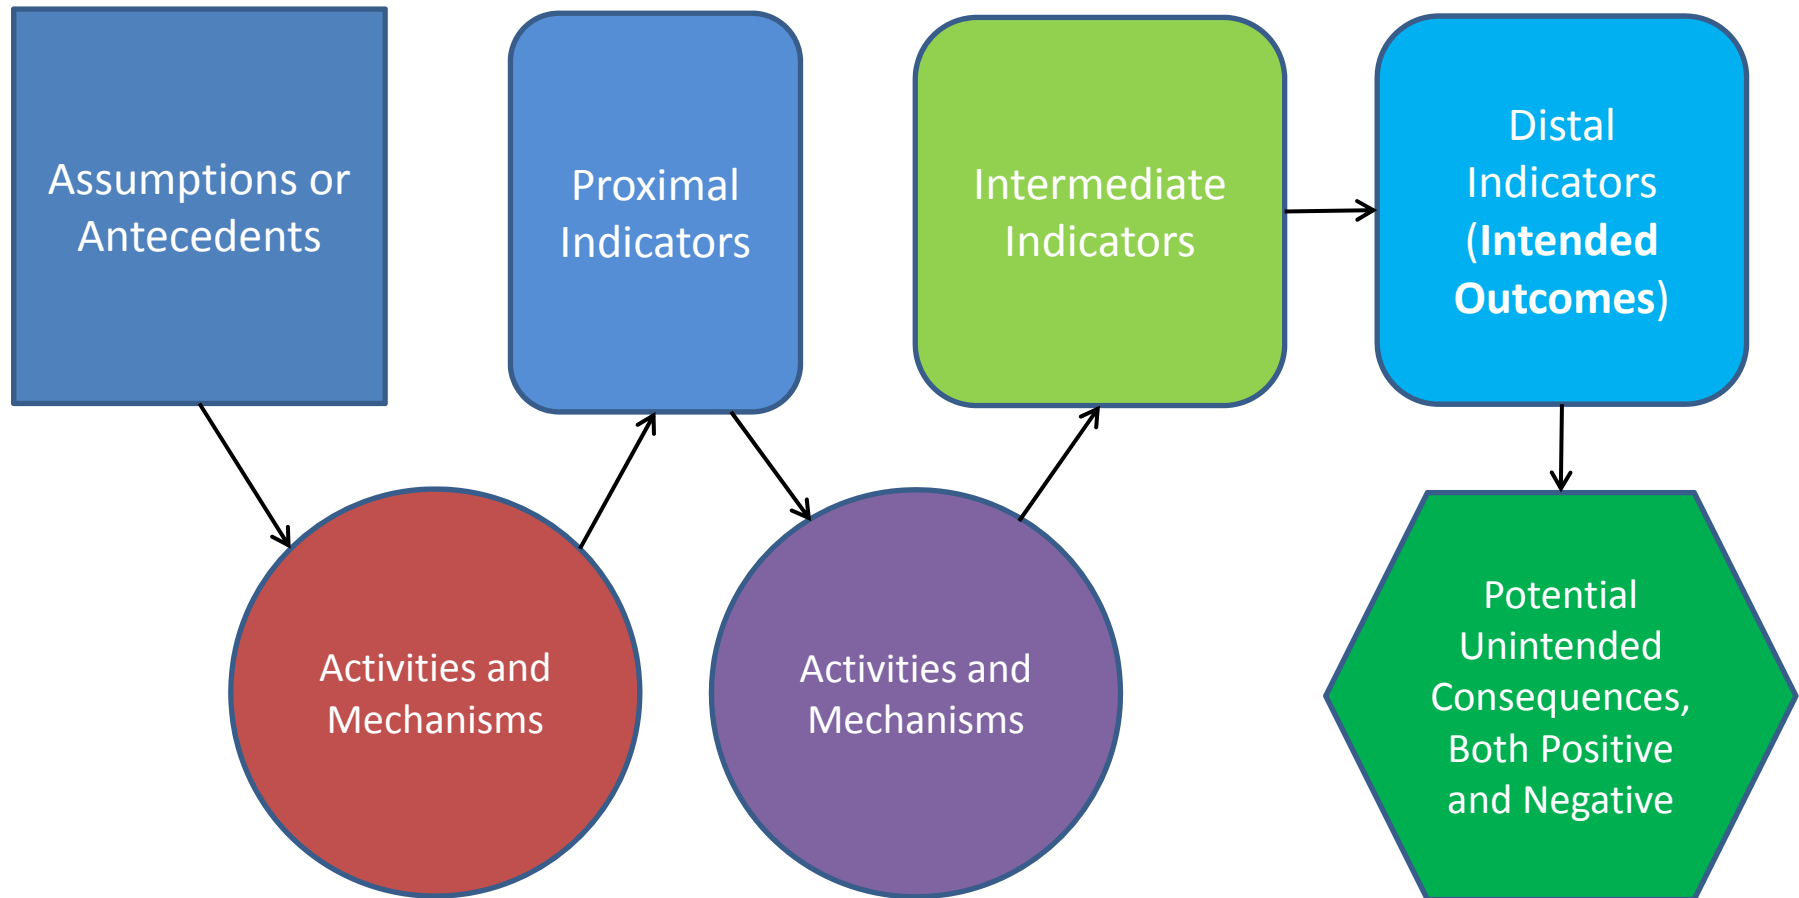 Assumptions or
Antecedents
Proximal
Indicators
Intermediate
Indicators
Distal
Indicators
(Intended
Outcomes)
Activities and
Mechanisms
Activities and
Mechanisms
Potential
Unintended
Consequences,
Both Positive
and Negative